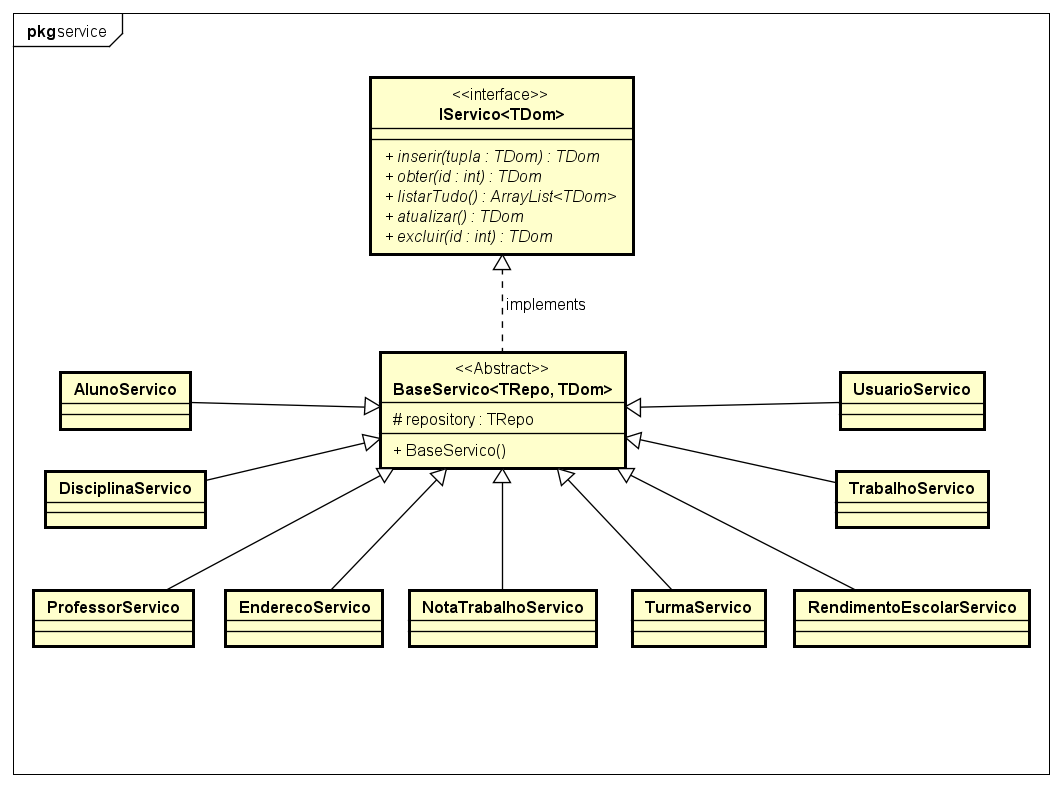 pkg service
<<interface>>
IServico<TDom>
+ inserir(tupla : TDom) : TDom
+ obter(id : int) : TDom
+ listarTudo() : ArrayList<TDom>
+ atualizar() : TDom
+ excluir(id : int) : TDom
implements
<<Abstract>>
BaseServico<TRepo, TDom>
# repository : TRepo
+ BaseServico()
AlunoServico
UsuarioServico
DisciplinaServico
TrabalhoServico
ProfessorServico
EnderecoServico
NotaTrabalhoServico
TurmaServico
RendimentoEscolarServico